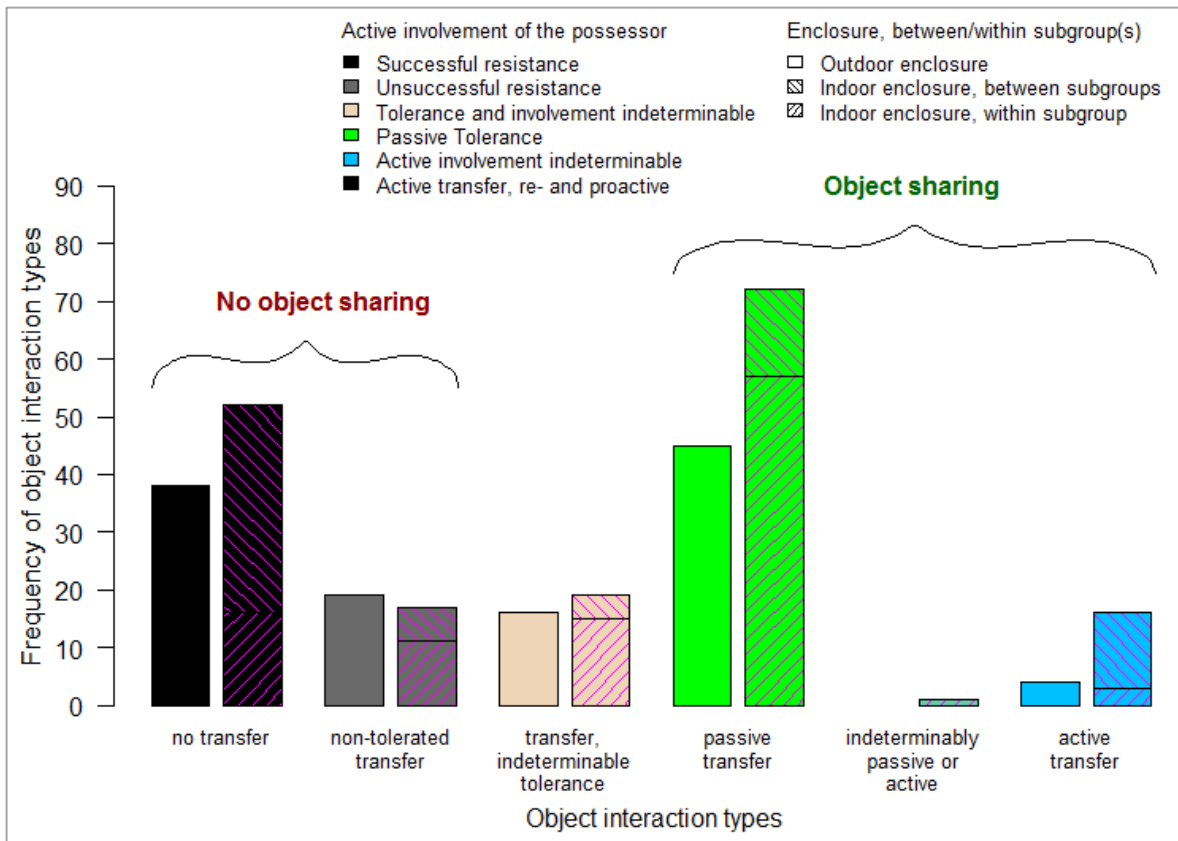 Active involvement of the possessor
Successful resistance
Unsuccessful resistance
Tolerance and involvement indeterminable
Passive Tolerance
Active involvement indeterminable
Active transfer, re- and proactive
Enclosure, between/within subgroup(s)
Outdoor enclosure
Indoor enclosure, between subgroups
Indoor enclosure, within subgroup
Object sharing
No object sharing
Frequency of object interaction types
90
80
70
60
50
40
30
20
10
0
no transfer
non-tolerated
transfer
transfer,
indeterminable
tolerance
passive
transfer
indeterminably
passive or
active
active
transfer
Object interaction types